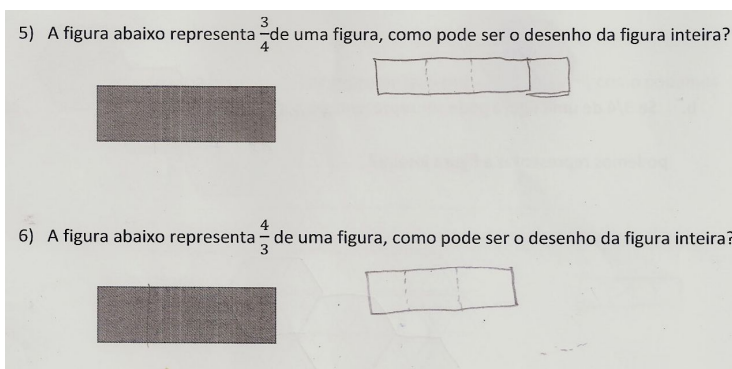 5) A figura abaixo representa 3/4 de uma figura, como pode ser o desenho da figura inteira?
6) A figura abaixo representa 4/3 de uma figura, como pode ser o desenho da figura inteira?